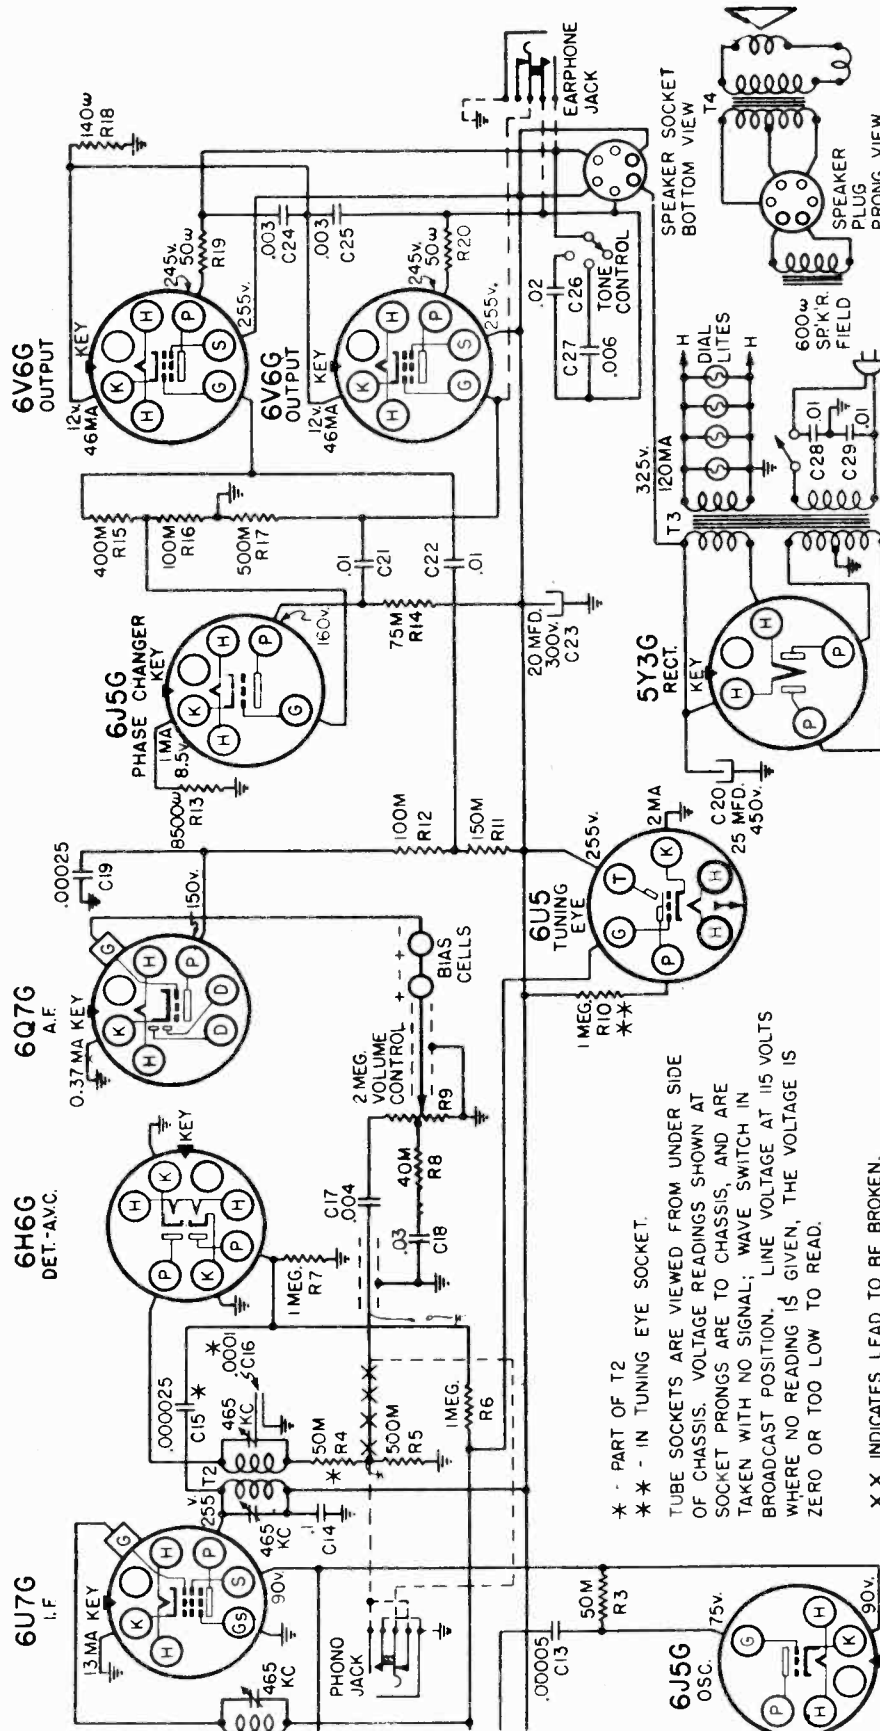 6U7G
I.F.
13 MA KEY
K
H
G
H
P
S
Gs
90v.
465
KC
255
v.
465
KC
T2
465
KC
.000025
C15 *
*
.0001
C16
.1
C14
50M
R4
*
500M
R5
PHONO
JACK
.00005
C13
50M
R3
75v.
90v.
6J5G
OSC.
G
P
H
H
K
6H6G
DET.-A.V.C.
KEY
K
H
H
P
P
K
1 MEG.
R7
1 MEG.
R6
C17
.004
.03
C18
40M
R8
2 MEG.
VOLUME
CONTROL
R9
+ -
+ -
BIAS
CELLS
6Q7G
A.F.
0.37 MA KEY
K
H
G
H
P
D
D
150v.
.00025
C19
100M
R12
150M
R11
6U5
TUNING
EYE
255v.
2 MA
G
T
K
P
H
H
1 MEG.
R10
**
6J5G
PHASE CHANGER
KEY
1 MA
8.5v.
8500ω
R13
K
H
H
P
G
160v.
75M
R14
20 MFD.
300v.
C23
.01
C21
C22
.01
400M
R15
100M
R16
500M
R17
5Y3G
RECT.
KEY
H
H
P
P
C20
25 MFD.
450v.
6V6G
OUTPUT
12v.
46MA
KEY
K
H
H
P
S
G
245v.
50ω
R19
255v.
140ω
R18
.003
C24
.003
C25
6V6G
OUTPUT
12v.
46MA
KEY
K
H
H
P
S
G
245v.
50ω
R20
255v.
.02
C26
C27
.006
TONE
CONTROL
EARPHONE
JACK
SPEAKER SOCKET
BOTTOM VIEW
325v.
120MA
T3
H
DIAL
LITES
H
C28
.01
C29
.01
600ω
SP.K'R.
FIELD
T4
SPEAKER
PLUG
PRONG VIEW
* - PART OF T2
** - IN TUNING EYE SOCKET.
TUBE SOCKETS ARE VIEWED FROM UNDER SIDE
OF CHASSIS. VOLTAGE READINGS SHOWN AT
SOCKET PRONGS ARE TO CHASSIS, AND ARE
TAKEN WITH NO SIGNAL; WAVE SWITCH IN
BROADCAST POSITION. LINE VOLTAGE AT 115 VOLTS
WHERE NO READING IS GIVEN, THE VOLTAGE IS
ZERO OR TOO LOW TO READ.
X X INDICATES LEAD TO BE BROKEN.